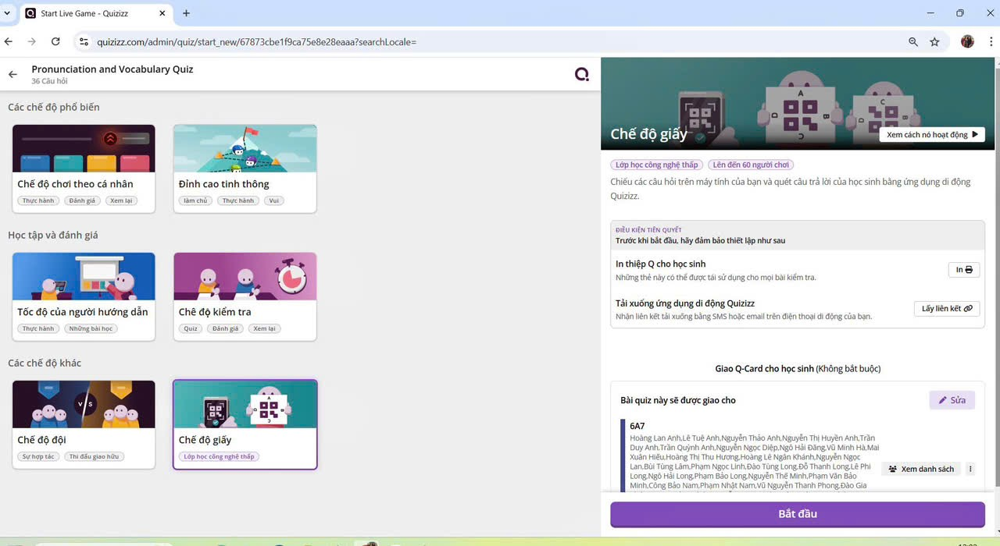 Start Live Game - Quizizz
quizizz.com/admin/quiz/start_new/67873cbe1f9ca75e8e28eaaa?searchLocale=
Pronunciation and Vocabulary Quiz
36 Câu hỏi
Các chế độ phổ biến
Chế độ chơi theo cá nhân
Thực hành Đánh giá Xem lại
Đỉnh cao tinh thông
làm chủ Thực hành Vui
Học tập và đánh giá
Tốc độ của người hướng dẫn
Thực hành Những bài học
Chế độ kiểm tra
Quiz Đánh giá Xem lại
Các chế độ khác
V S
Chế độ đội
Sự hợp tác Thi đấu giao hữu
A
Chế độ giấy
Lớp học công nghệ thấp
A
B
C
D
C
B
D
Chế độ giấy
Xem cách nó hoạt động
Lớp học công nghệ thấp Lên đến 60 người chơi
Chiếu các câu hỏi trên máy tính của bạn và quét câu trả lời của học sinh bằng ứng dụng di động
Quizizz.
ĐIỀU KIỆN TIÊN QUYẾT
Trước khi bắt đầu, hãy đảm bảo thiết lập như sau
In thiệp Q cho học sinh
Những thẻ này có thể được tái sử dụng cho mọi bài kiểm tra.
In
Tải xuống ứng dụng di động Quizizz
Nhận liên kết tải xuống bằng SMS hoặc email trên điện thoại di động của bạn.
Lấy liên kết
Giao Q-Card cho học sinh (Không bắt buộc)
Bài quiz này sẽ được giao cho
Sửa
6A7
Hoàng Lan Anh,Lê Tuệ Anh,Nguyễn Thảo Anh,Nguyễn Thị Huyền Anh,Trần
Duy Anh,Trần Quỳnh Anh,Nguyễn Ngọc Diệp,Ngô Hải Đăng,Vũ Minh Hà,Mai
Xuân Hiếu,Hoàng Thị Thu Hương,Hoàng Lê Ngân Khánh,Nguyễn Ngọc
Lan,Bùi Tùng Lâm,Phạm Ngọc Linh,Đào Tùng Long,Đỗ Thanh Long,Lê Phi
Long,Ngô Hải Long,Phạm Bảo Long,Nguyễn Thế Minh,Phạm Văn Bảo
Minh,Công Bảo Nam,Phạm Nhật Nam,Vũ Nguyễn Thanh Phong,Đào Gia
Xem danh sách
Bắt đầu